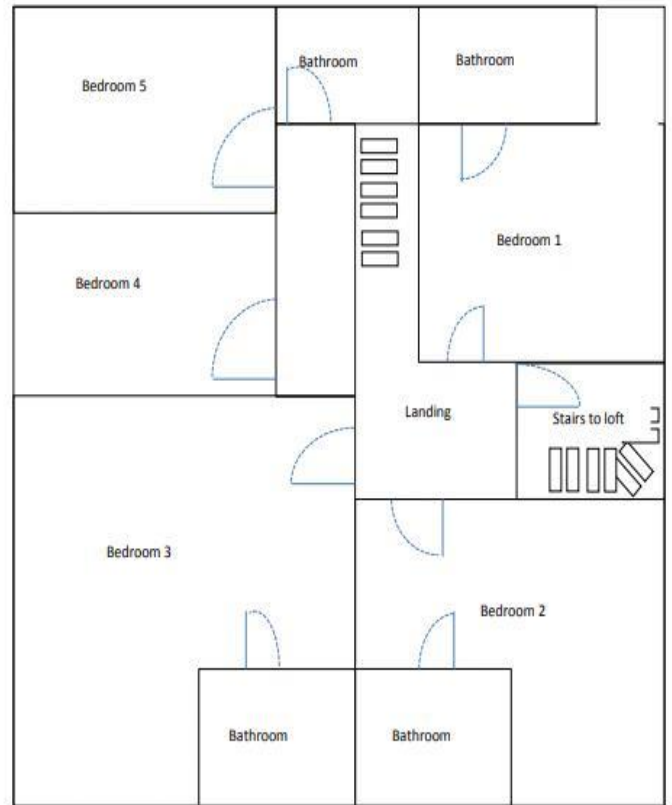 Bathroom
Bathroom
Bedroom 5
Bedroom 1
Bedroom 4
Landing
Stairs to loft
Bedroom 3
Bedroom 2
Bathroom
Bathroom